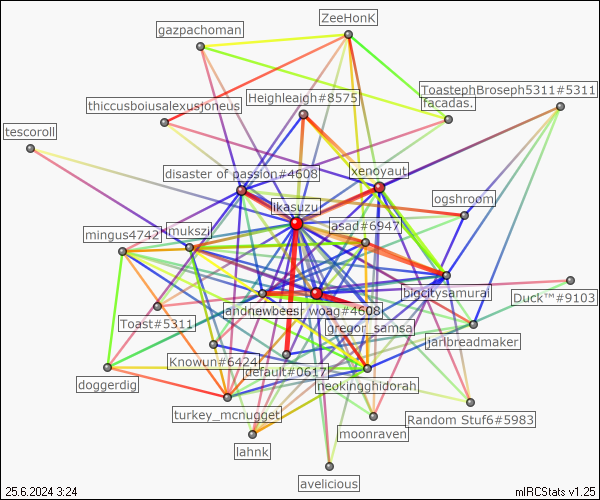 ZeeHonK
gazpachoman
ToastephBroseph5311#5311
Heighleaigh#8575
thiccusboiusalexusjoneus
facadas.
tescoroll
disaster of passion#4608
xenoyaut
ogshroom
ikasuzu
asad#6947
mingus4742
mukszi
bigcitysamurai
Duck™#9103
andnewbeesr
woag#4608
Toast#5311
gregor_samsa
jarlbreadmaker
Knowun#6424
default#0617
doggerdig
neokingghidorah
turkey_mcnugget
Random Stuf6#5983
moonraven
lahnk
avelicious
25.6.2024 3:24
mIRCStats v1.25